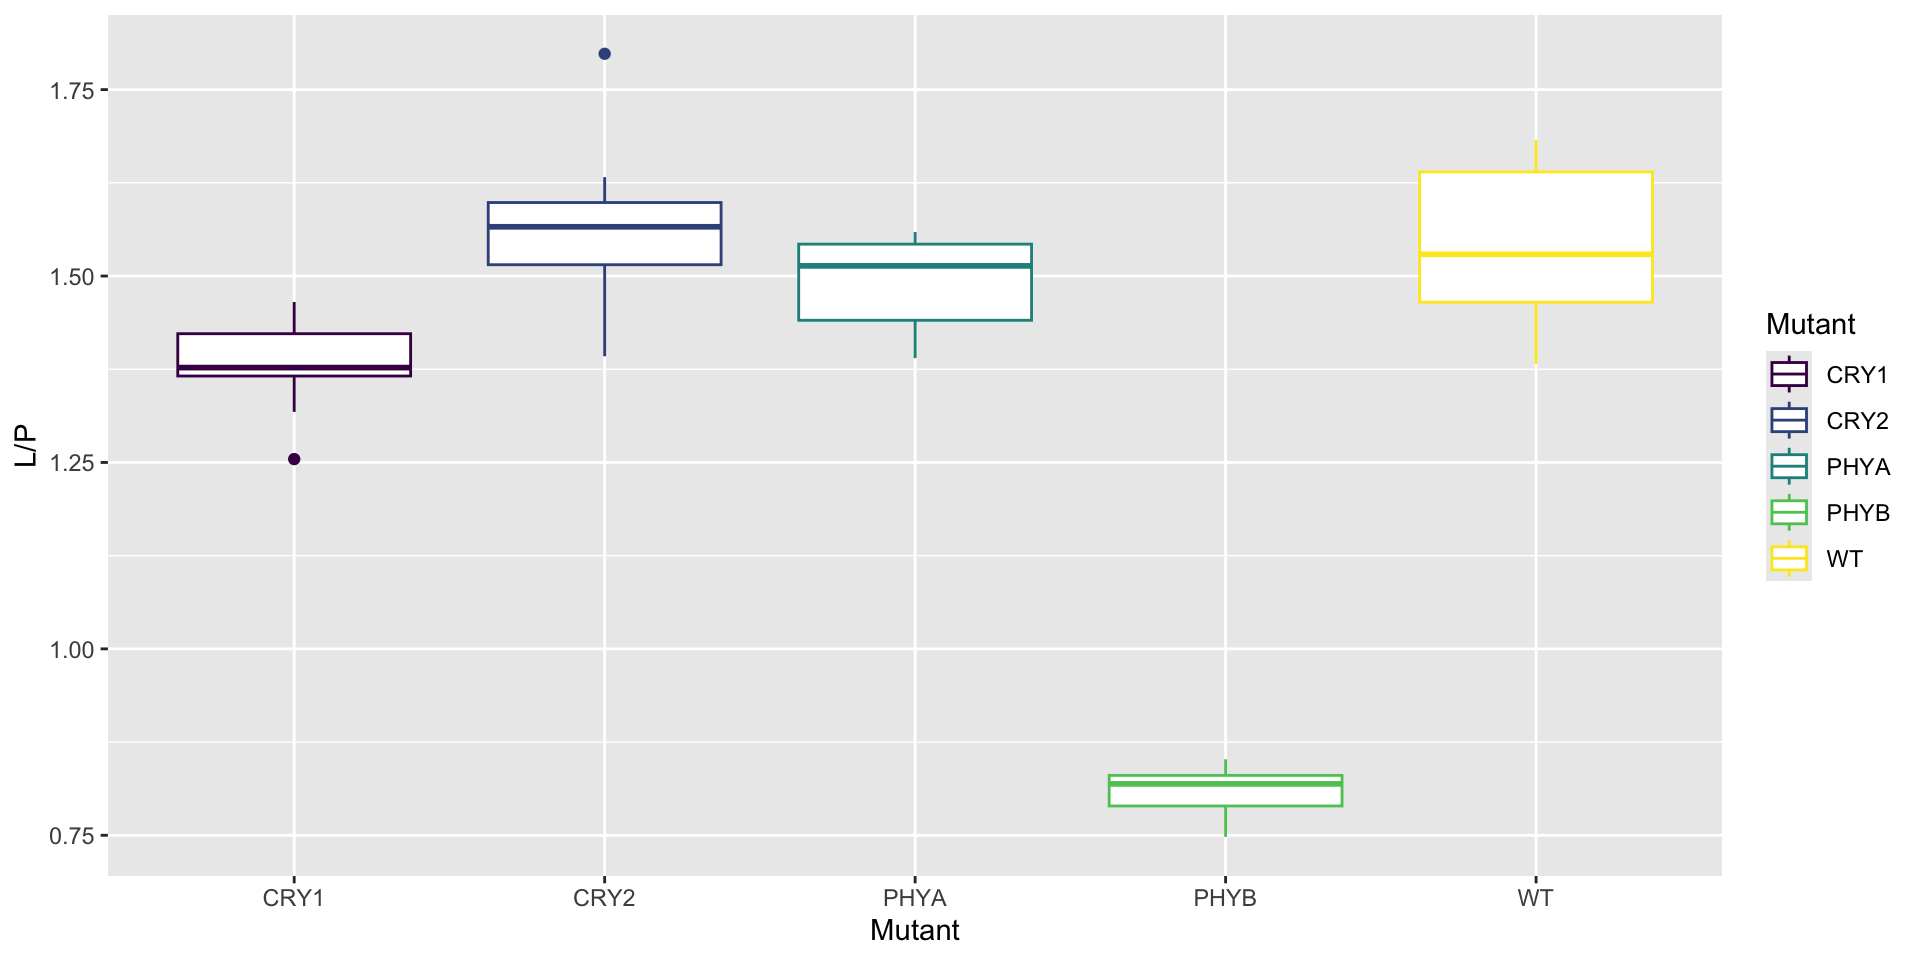 L/P
1.75
1.50
1.25
1.00
0.75
CRY1 CRY2 PHYA PHYB WT
Mutant
Mutant
CRY1
CRY2
PHYA
PHYB
WT